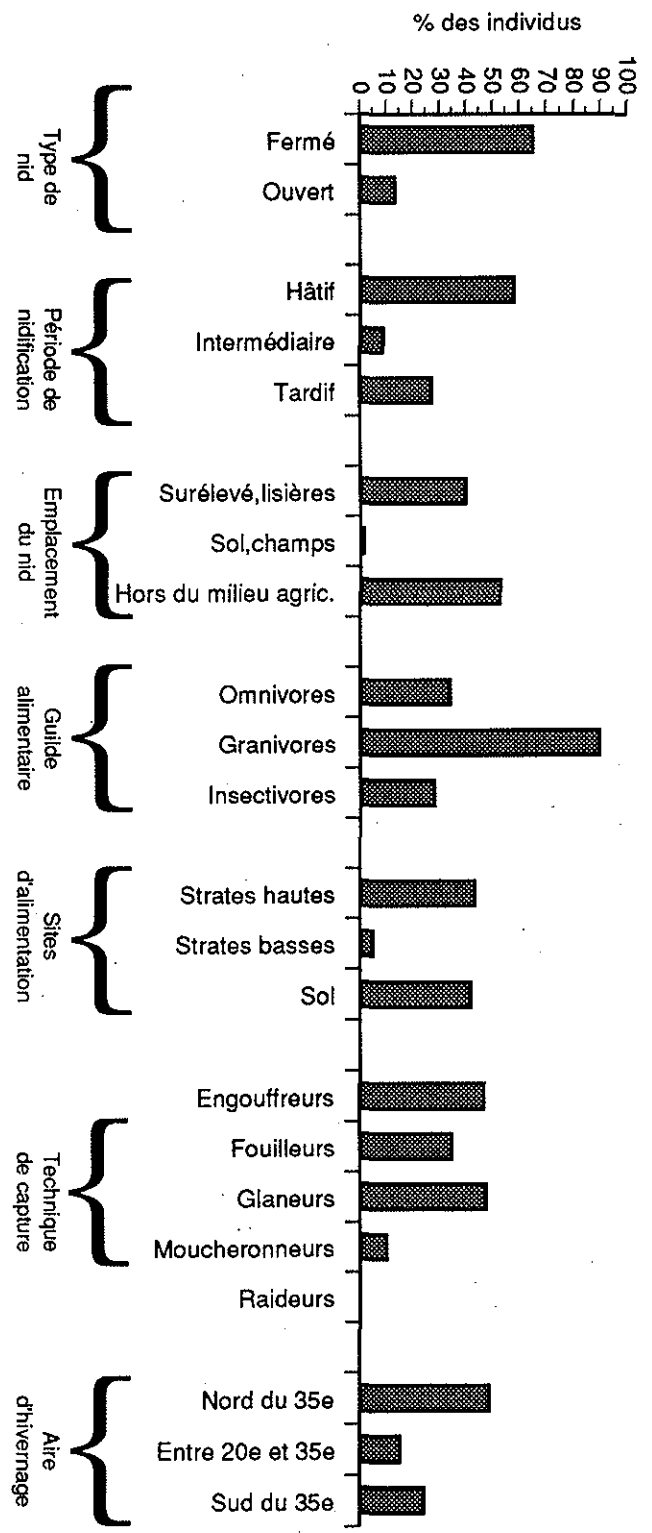 % des individus
0 10 20 30 40 50 60 70 80 90 100
Fermé
Ouvert
Type de
nid
Hâtif
Intermédiaire
Tardif
Période de
nidification
Surélevé,lisières
Sol,champs
Hors du milieu agric.
Emplacement
du nid
Omnivores
Granivores
Insectivores
Guide
alimentaire
Strates hautes
Strates basses
Sol
Sites
d'alimentation
Engouffreurs
Fouilleurs
Glaneurs
Moucheronneurs
Raideurs
Technique
de capture
Nord du 35e
Entre 20e et 35e
Sud du 35e
Aire
d'hivernage